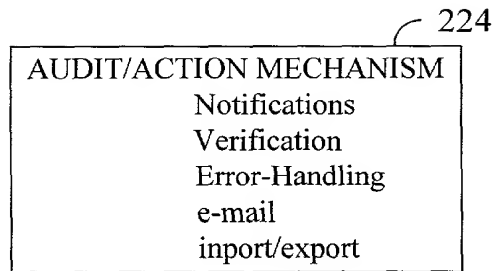 224
AUDIT/ACTION MECHANISM
Notifications
Verification
Error-Handling
e-mail
inport/export